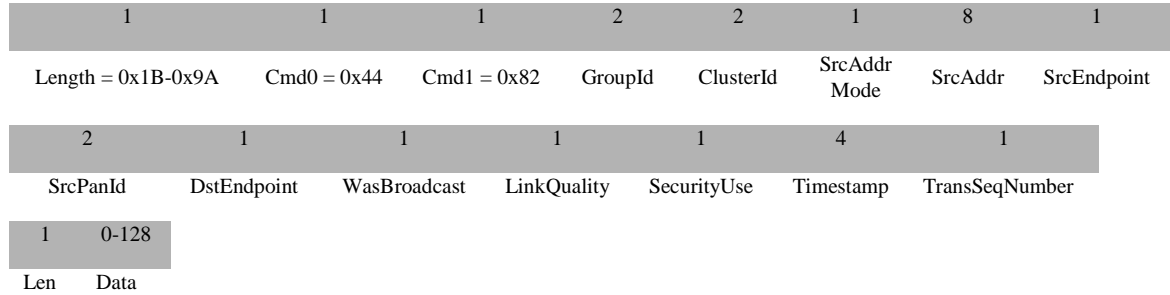 1 1 1 2 2 1 8 1
Length = 0x1B-0x9A Cmd0 = 0x44 Cmd1 = 0x82 GroupId ClusterId SrcAddr Mode SrcAddr SrcEndpoint
2 1 1 1 1 4 1
SrcPanId DstEndpoint WasBroadcast LinkQuality SecurityUse Timestamp TransSeqNumber
1 0-128
Len Data